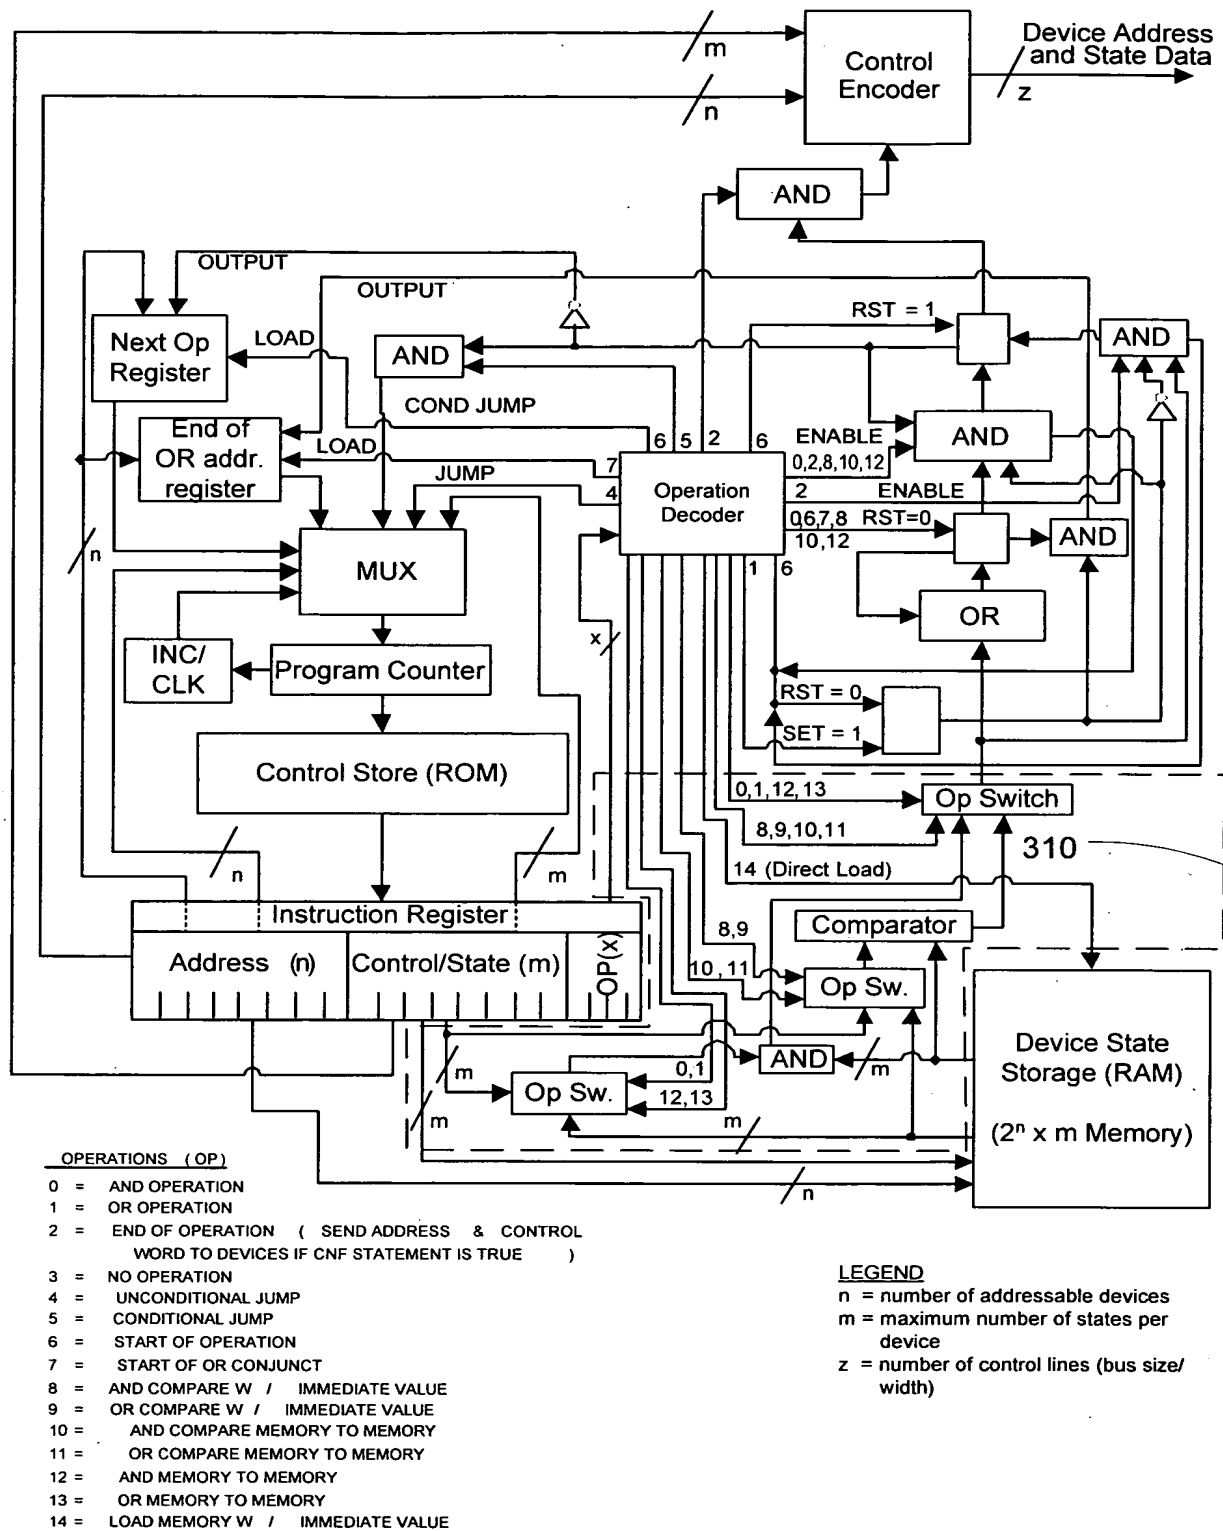 m
n
Control
Encoder
Device Address
and State Data
z
AND
OUTPUT
OUTPUT
RST = 1
Next Op
Register
LOAD
AND
AND
COND JUMP
End of
OR addr.
register
LOAD
JUMP
6 5 2 6
7
4
Operation
Decoder
ENABLE
0,2,8,10,12
2 ENABLE
0,6,7,8 RST=0
10,12
1 6
AND
AND
n
MUX
OR
x
INC/
CLK
Program Counter
RST = 0
SET = 1
Control Store (ROM)
0,1,12,13
Op Switch
8,9,10,11
310
14 (Direct Load)
n
m
Instruction Register
Address (n)
Control/State (m)
OP(x)
8,9
10,11
Comparator
Op Sw.
AND
m
Device State
Storage (RAM)
(2ⁿ x m Memory)
m
Op Sw.
0,1
12,13
m
m
n
OPERATIONS (OP)
0 = AND OPERATION
1 = OR OPERATION
2 = END OF OPERATION ( SEND ADDRESS & CONTROL
WORD TO DEVICES IF CNF STATEMENT IS TRUE )
3 = NO OPERATION
4 = UNCONDITIONAL JUMP
5 = CONDITIONAL JUMP
6 = START OF OPERATION
7 = START OF OR CONJUNCT
8 = AND COMPARE W / IMMEDIATE VALUE
9 = OR COMPARE W / IMMEDIATE VALUE
10 = AND COMPARE MEMORY TO MEMORY
11 = OR COMPARE MEMORY TO MEMORY
12 = AND MEMORY TO MEMORY
13 = OR MEMORY TO MEMORY
14 = LOAD MEMORY W / IMMEDIATE VALUE
LEGEND
n = number of addressable devices
m = maximum number of states per
device
z = number of control lines (bus size/
width)